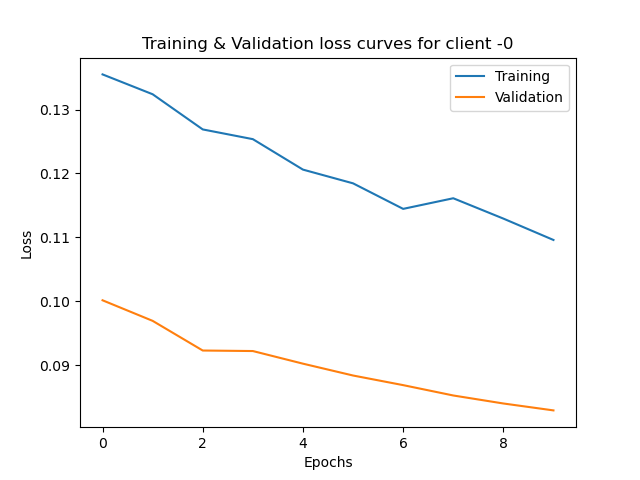 Training & Validation loss curves for client -0
Training
Validation
0.13
0.12
0.11
0.10
0.09
Loss
0 2 4 6 8
Epochs